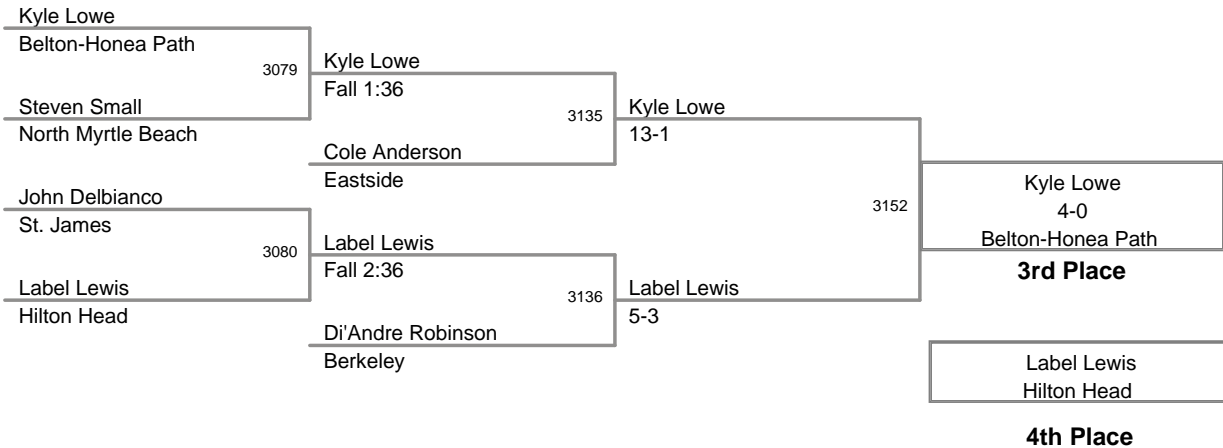 Kyle Lowe
Belton-Honea Path
3079
Steven Small
North Myrtle Beach
John Delbianco
St. James
3080
Label Lewis
Hilton Head
Kyle Lowe
Fall 1:36
3135
Cole Anderson
Eastside
Label Lewis
Fall 2:36
3136
Di'Andre Robinson
Berkeley
Kyle Lowe
13-1
3152
Label Lewis
5-3
Kyle Lowe
4-0
Belton-Honea Path
3rd Place
Label Lewis
Hilton Head
4th Place